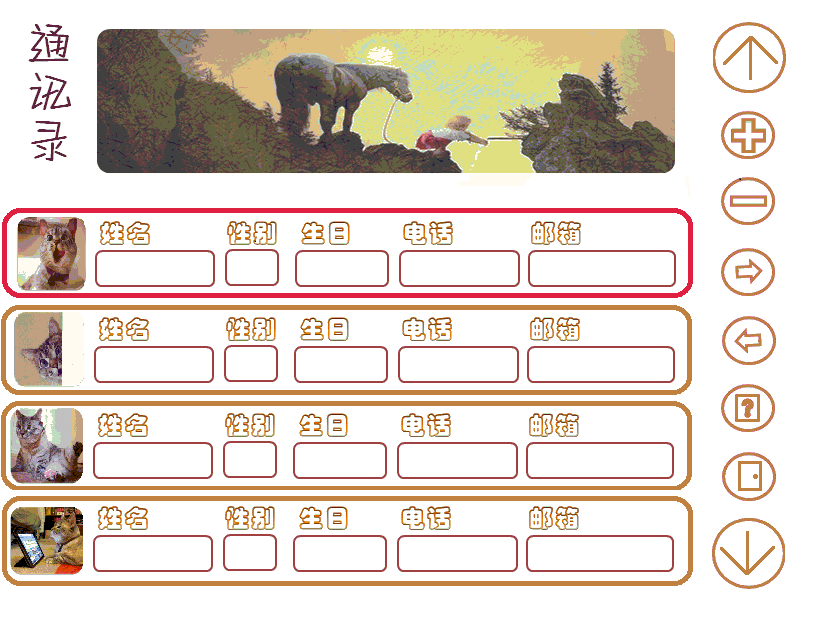 通讯录
姓名 性别 生日 电话 邮箱
姓名 性别 生日 电话 邮箱
姓名 性别 生日 电话 邮箱
姓名 性别 生日 电话 邮箱
?